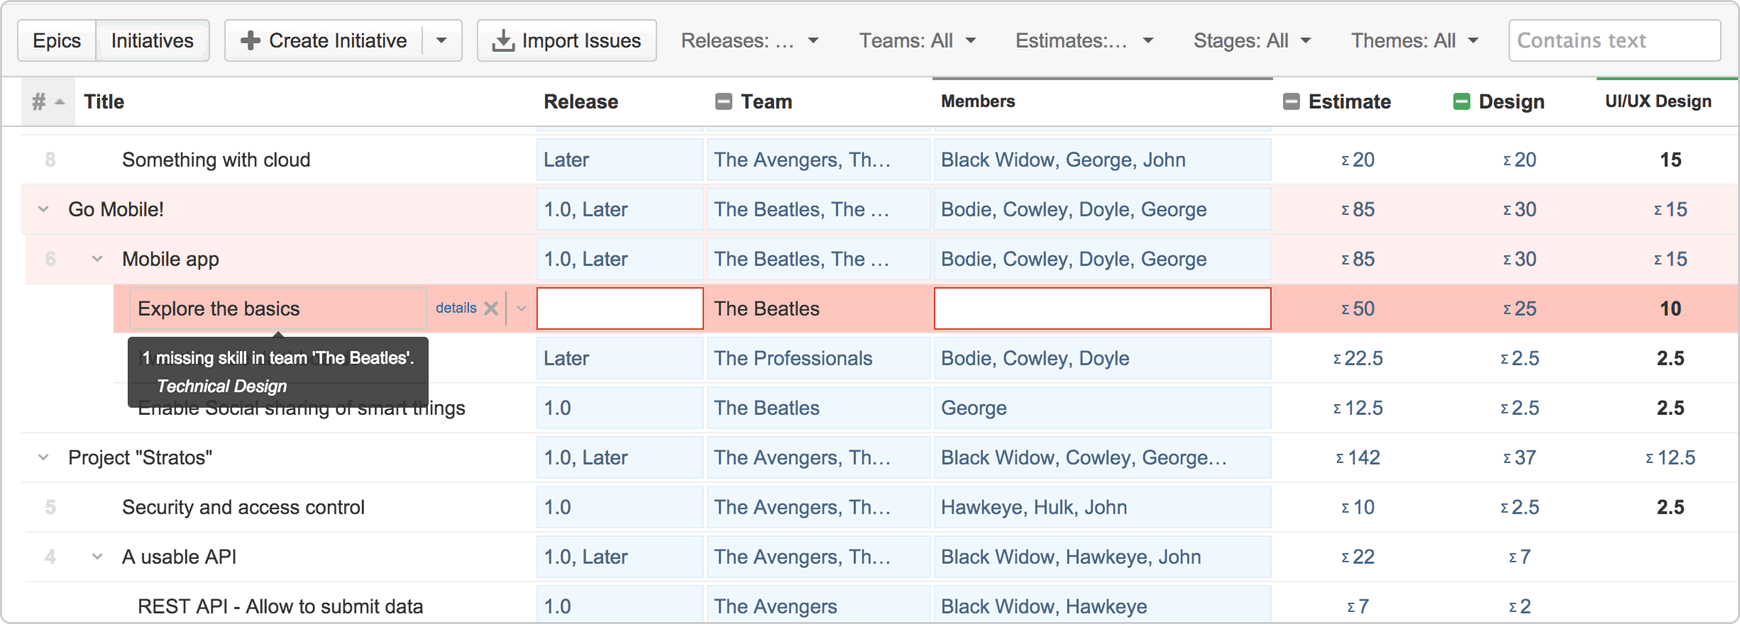 Epics Initiatives Create Initiative Import Issues Releases: ... Teams: All Estimates:... Stages: All Themes: All Contains text
# Title Release Team Members Estimate Design UI/UX Design
8 Something with cloud Later The Avengers, Th... Black Widow, George, John Σ 20 Σ 20 15
Go Mobile! 1.0, Later The Beatles, The ... Bodie, Cowley, Doyle, George Σ 85 Σ 30 Σ 15
6 Mobile app 1.0, Later The Beatles, The ... Bodie, Cowley, Doyle, George Σ 85 Σ 30 Σ 15
Explore the basics details The Beatles Σ 50 Σ 25 10
1 missing skill in team 'The Beatles'.
Technical Design
Later The Professionals Bodie, Cowley, Doyle Σ 22.5 Σ 2.5 2.5
Enable Social sharing of smart things 1.0 The Beatles George Σ 12.5 Σ 2.5 2.5
Project "Stratos" 1.0, Later The Avengers, Th... Black Widow, Cowley, George... Σ 142 Σ 37 Σ 12.5
5 Security and access control 1.0 The Avengers, Th... Hawkeye, Hulk, John Σ 10 Σ 2.5 2.5
4 A usable API 1.0, Later The Avengers, Th... Black Widow, Hawkeye, John Σ 22 Σ 7
REST API - Allow to submit data 1.0 The Avengers Black Widow, Hawkeye Σ 7 Σ 2